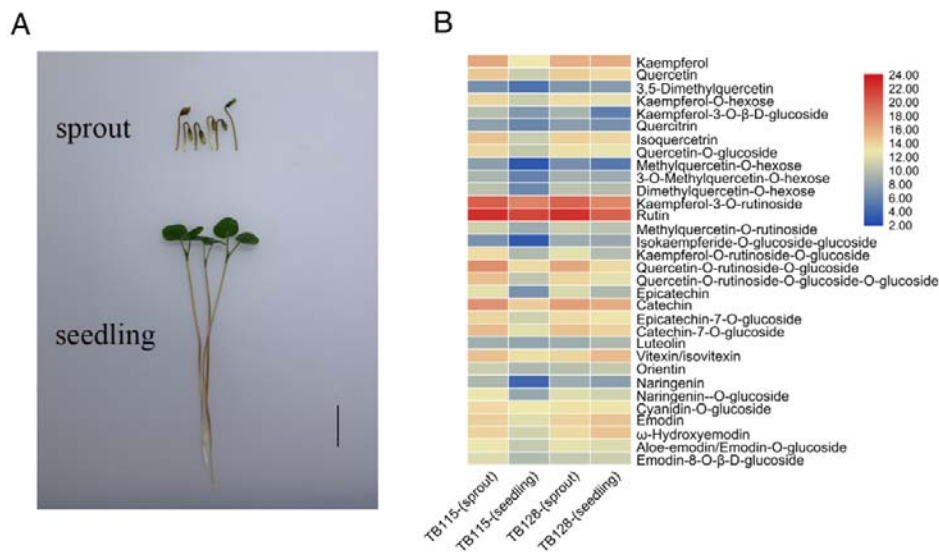 A
sprout
seedling
B
Kaempferol
Quercetin
3,5-Dimethylquercetin
Kaempferol-O-hexose
Kaempferol-3-O-β-D-glucoside
Quercitrin
Isoquercetrin
Quercetin-O-glucoside
Methylquercetin-O-hexose
3-O-Methylquercetin-O-hexose
Dimethylquercetin-O-hexose
Kaempferol-3-O-rutinoside
Rutin
Methylquercetin-O-rutinoside
Isokaempferide-O-glucoside-glucoside
Kaempferol-O-rutinoside-O-glucoside
Quercetin-O-rutinoside-O-glucoside
Quercetin-O-rutinoside-O-glucoside-O-glucoside
Epicatechin
Catechin
Epicatechin-7-O-glucoside
Catechin-7-O-glucoside
Luteolin
Vitexin/isovitexin
Orientin
Naringenin
Naringenin--O-glucoside
Cyanidin-O-glucoside
Emodin
ω-Hydroxyemodin
Aloe-emodin/Emodin-O-glucoside
Emodin-8-O-β-D-glucoside
24.00
22.00
20.00
18.00
16.00
14.00
12.00
10.00
8.00
6.00
4.00
2.00
TB115-(sprout)
TB115-(seedling)
TB128-(sprout)
TB128-(seedling)